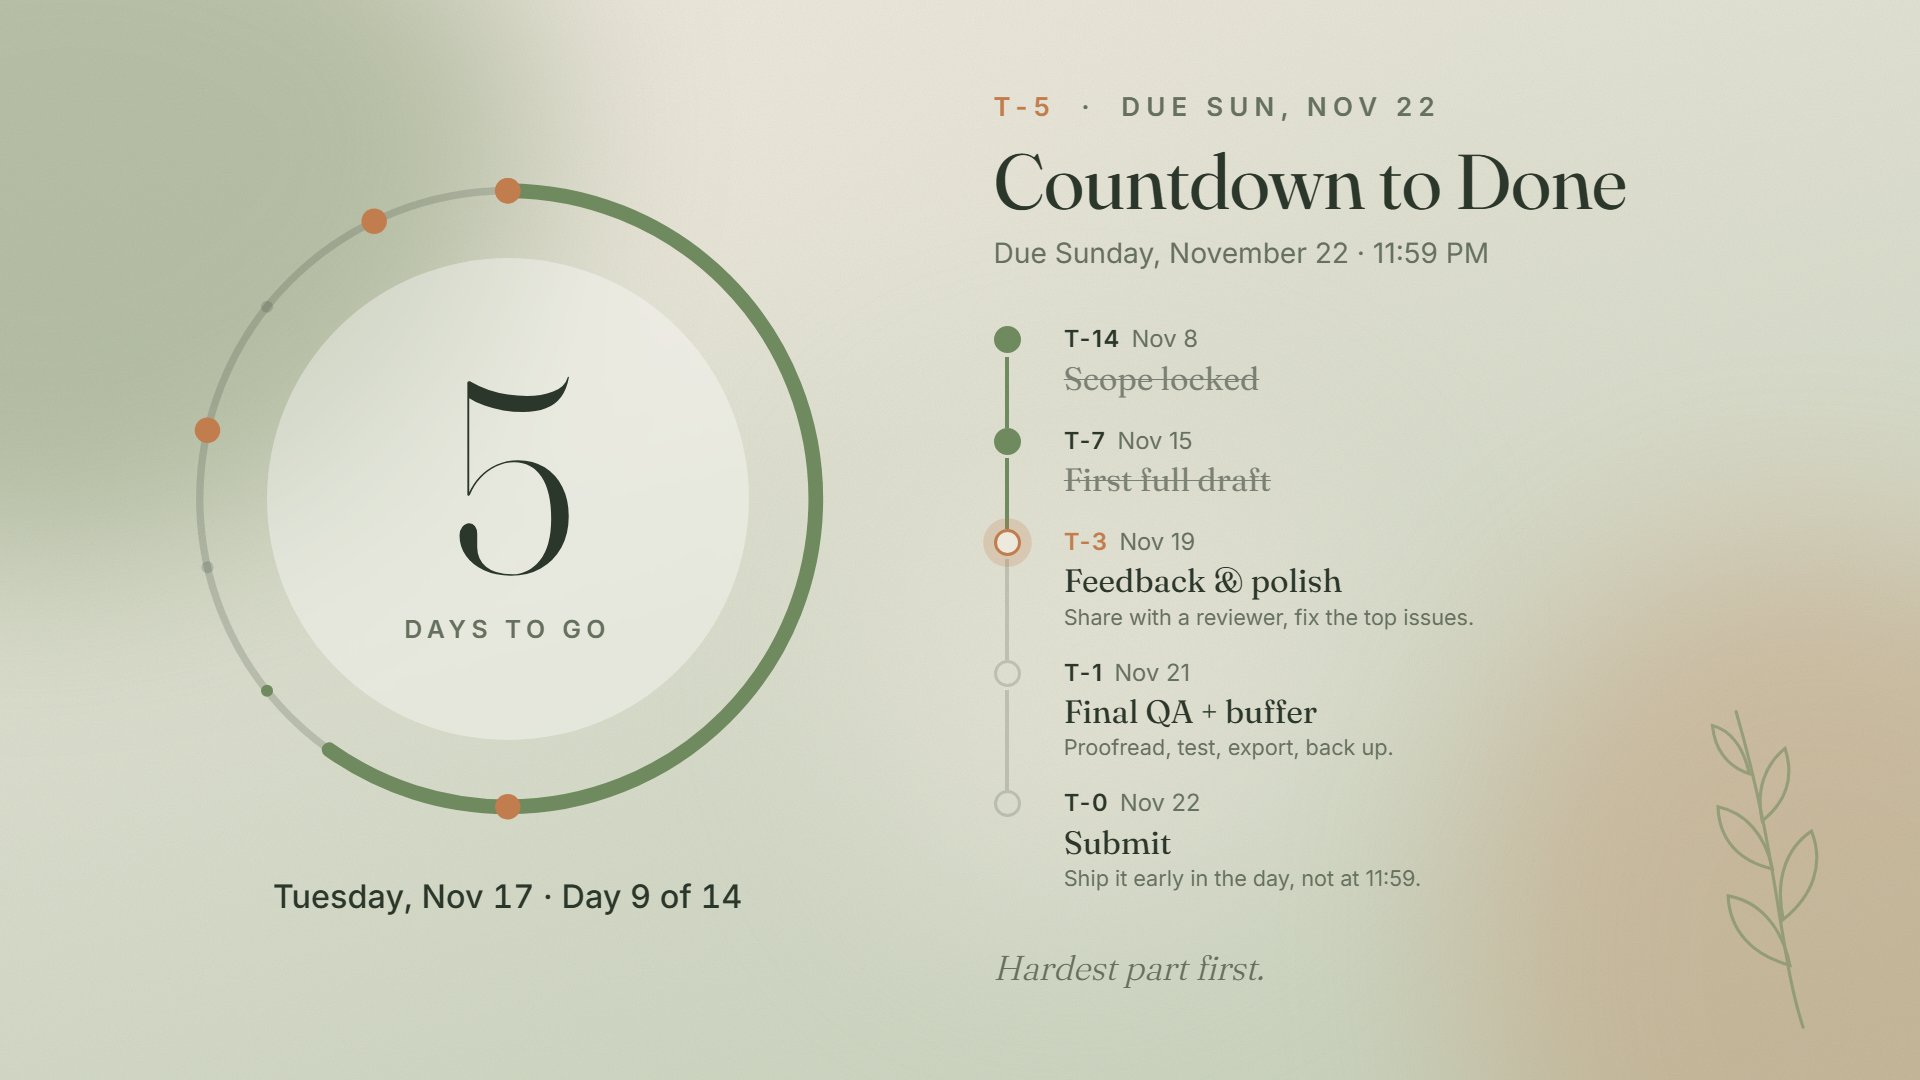 5
DAYS TO GO
Tuesday, Nov 17 · Day 9 of 14
T-5 · DUE SUN, NOV 22
Countdown to Done
Due Sunday, November 22 · 11:59 PM
T-14 Nov 8
Scope locked
T-7 Nov 15
First full draft
T-3 Nov 19
Feedback & polish
Share with a reviewer, fix the top issues.
T-1 Nov 21
Final QA + buffer
Proofread, test, export, back up.
T-0 Nov 22
Submit
Ship it early in the day, not at 11:59.
Hardest part first.